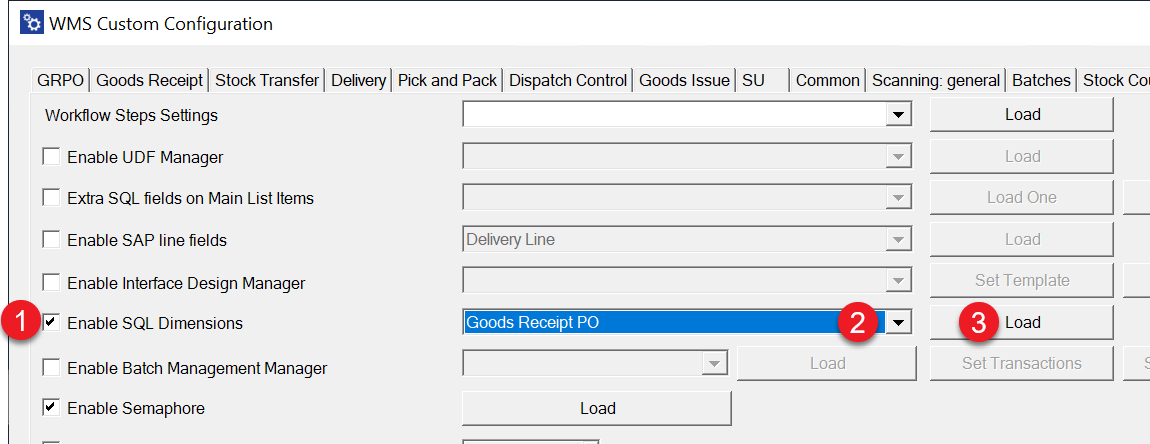 WMS Custom Configuration
GRPO Goods Receipt Stock Transfer Delivery Pick and Pack Dispatch Control Goods Issue SU Common Scanning: general Batches Stock Cou
Workflow Steps Settings Load
Enable UDF Manager Load
Extra SQL fields on Main List Items Load One
Enable SAP line fields Delivery Line Load
Enable Interface Design Manager Set Template
1 Enable SQL Dimensions Goods Receipt PO 2 3 Load
Enable Batch Management Manager Load Set Transactions S
Enable Semaphore Load